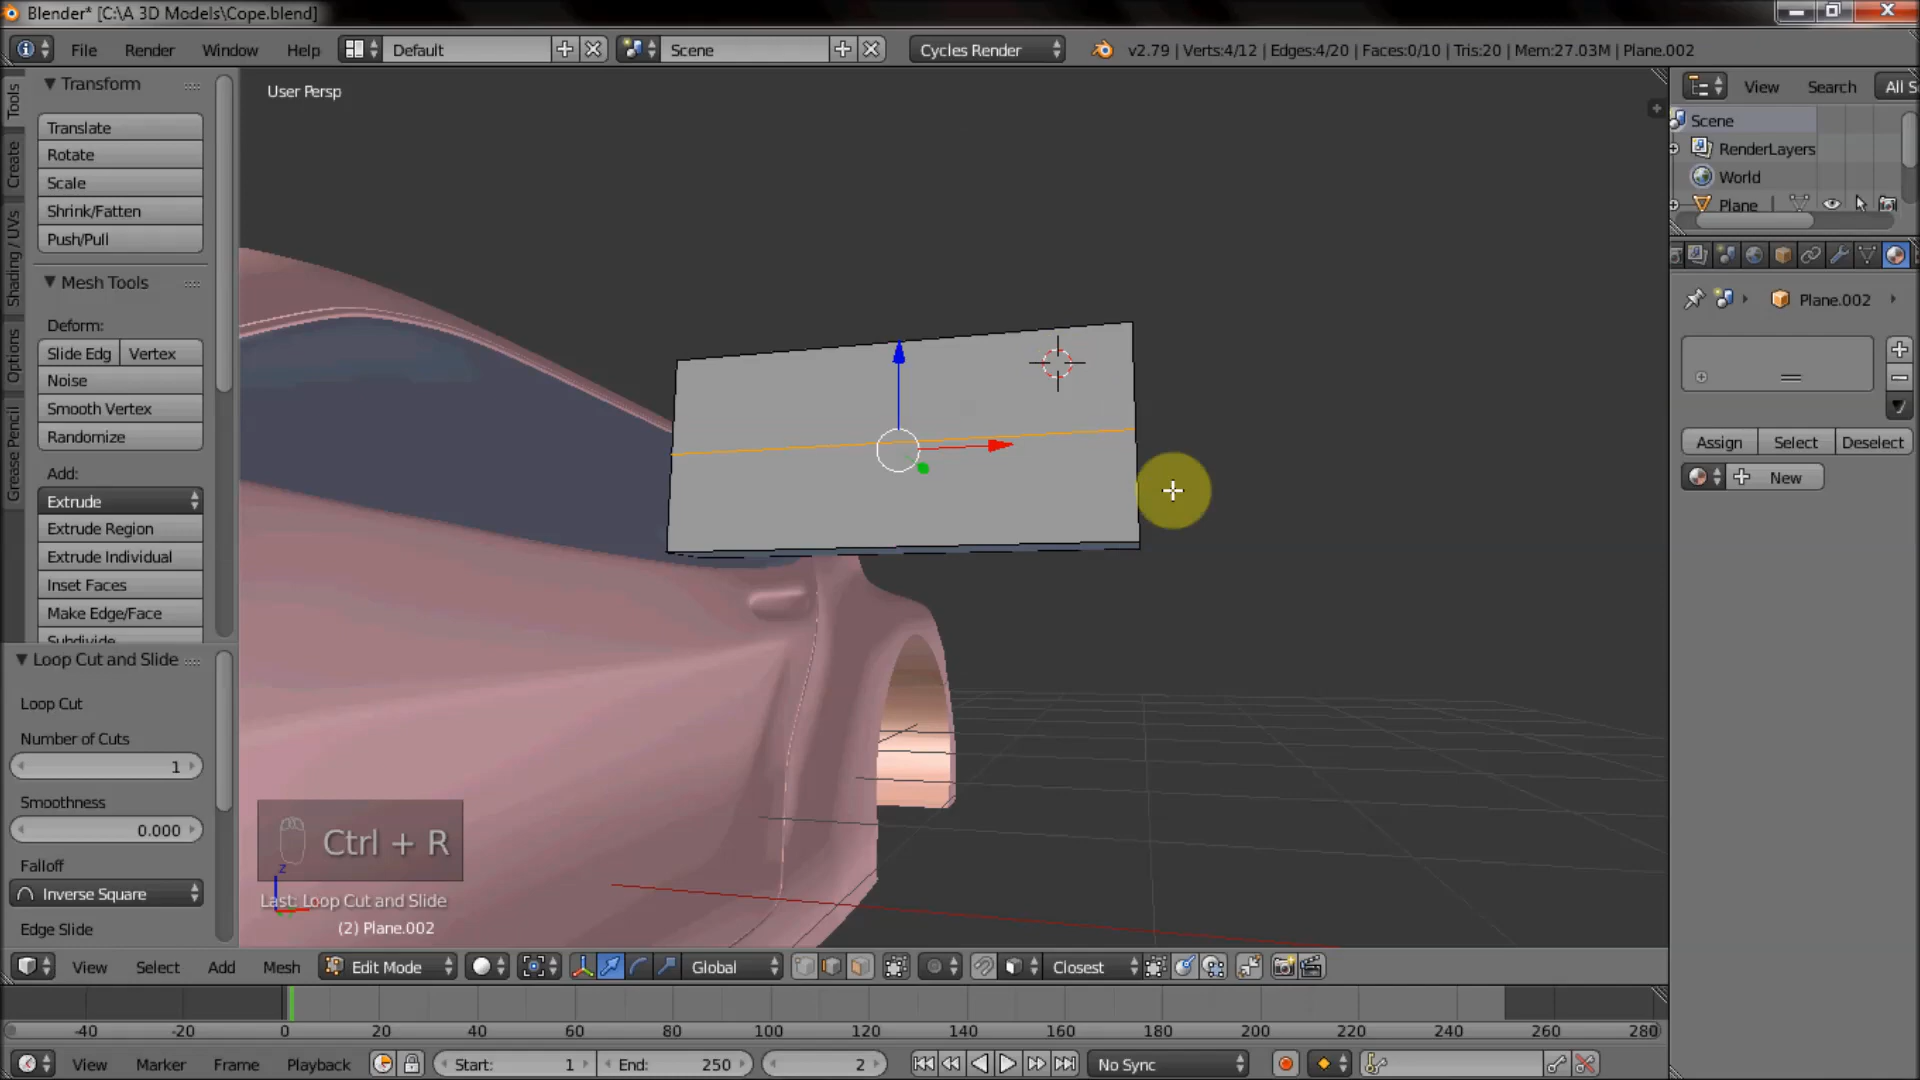 Blender* [C:\A 3D Models\Cope.blend]
File Render Window Help Default Scene Cycles Render v2.79 | Verts:4/12 | Edges:4/20 | Faces:0/10 | Tris:20 | Mem:27.03M | Plane.002
Tools
Create
Shading / UVs
Options
Grease Pencil
Transform
Translate
Rotate
Scale
Shrink/Fatten
Push/Pull
Mesh Tools
Deform:
Slide Edg Vertex
Noise
Smooth Vertex
Randomize
Add:
Extrude
Extrude Region
Extrude Individual
Inset Faces
Make Edge/Face
Subdivide
Loop Cut and Slide
Loop Cut
Number of Cuts
1
Smoothness
0.000
Falloff
Inverse Square
Edge Slide
User Persp
Ctrl + R
z
Last: Loop Cut and Slide
(2) Plane.002
View Search All S
Scene
RenderLayers
World
Plane
Plane.002
Assign Select Deselect
New
View Select Add Mesh Edit Mode Global Closest
-40 -20 0 20 40 60 80 100 120 140 160 180 200 220 240 260 280
View Marker Frame Playback Start: 1 End: 250 2 No Sync